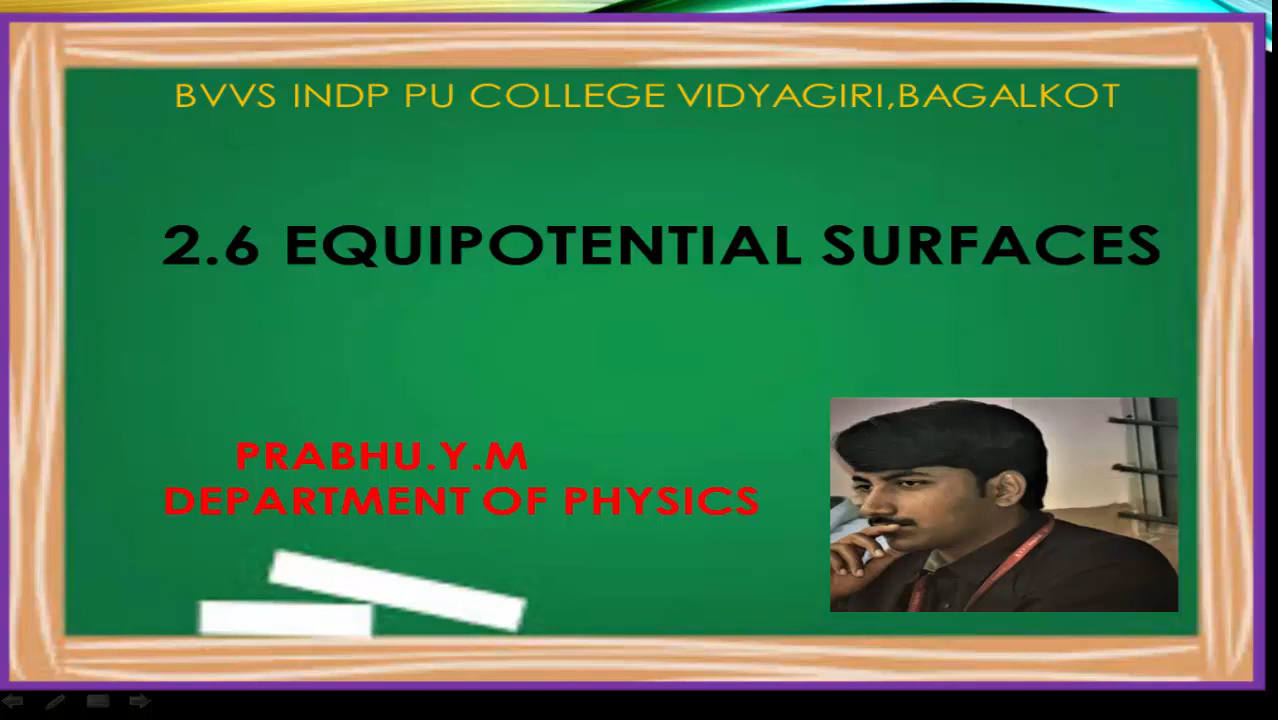 BVVS INDP PU COLLEGE VIDYAGIRI,BAGALKOT
2.6 EQUIPOTENTIAL SURFACES
PRABHU.Y.M
DEPARTMENT OF PHYSICS